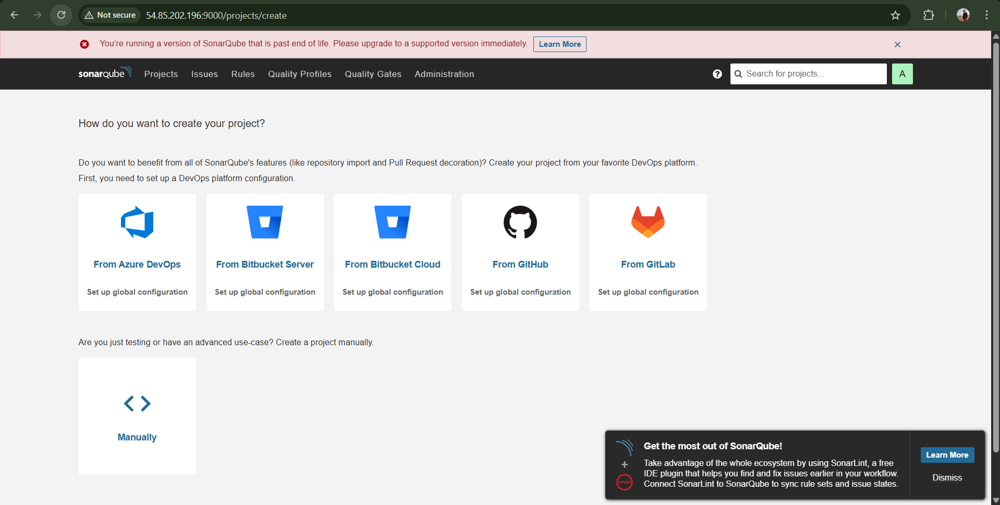 Not secure 54.85.202.196:9000/projects/create
You're running a version of SonarQube that is past end of life. Please upgrade to a supported version immediately. Learn More
sonarqube Projects Issues Rules Quality Profiles Quality Gates Administration Search for projects... A
How do you want to create your project?
Do you want to benefit from all of SonarQube's features (like repository import and Pull Request decoration)? Create your project from your favorite DevOps platform.
First, you need to set up a DevOps platform configuration.
From Azure DevOps From Bitbucket Server From Bitbucket Cloud From GitHub From GitLab
Set up global configuration Set up global configuration Set up global configuration Set up global configuration Set up global configuration
Are you just testing or have an advanced use-case? Create a project manually.
Manually
Get the most out of SonarQube!
Take advantage of the whole ecosystem by using SonarLint, a free
IDE plugin that helps you find and fix issues earlier in your workflow.
Connect SonarLint to SonarQube to sync rule sets and issue states.
Learn More
Dismiss